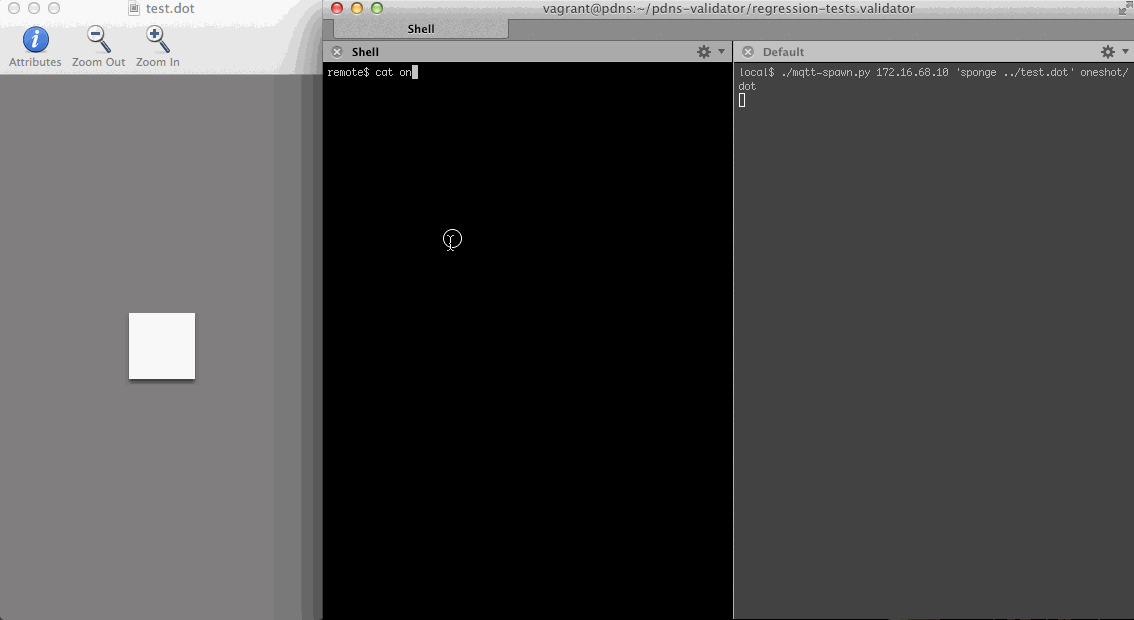 test.dot
Attributes Zoom Out Zoom In
vagrant@pdns:~/pdns-validator/regression-tests.validator
Shell
Shell
remote$ cat on
Default
local$ ./mqtt-spawn.py 172.16.68.10 'sponge ../test.dot' oneshot/
dot